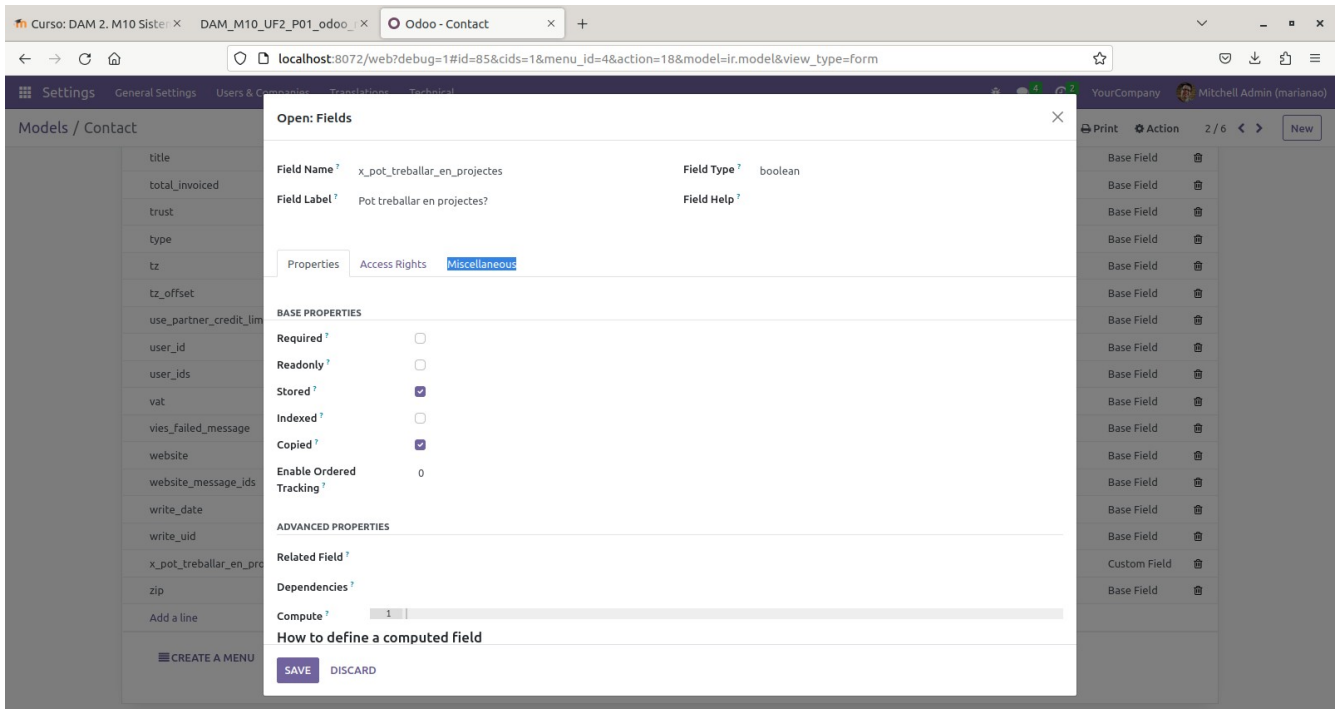 Curso: DAM 2. M10 Sister
DAM_M10_UF2_P01_odoo_
Odoo - Contact
localhost:8072/web?debug=1#id=85&cids=1&menu_id=4&action=18&model=ir.model&view_type=form
Settings General Settings Users & Companies Translations Technical 4 2 YourCompany Mitchell Admin (marianao)
Models / Contact
Print Action 2 / 6 New
Open: Fields
Field Name ? x_pot_treballar_en_projectes Field Type ? boolean
Field Label ? Pot treballar en projectes? Field Help ?
Properties Access Rights Miscellaneous
BASE PROPERTIES
Required ?
Readonly ?
Stored ?
Indexed ?
Copied ?
Enable Ordered
Tracking ? 0
ADVANCED PROPERTIES
Related Field ?
Dependencies ?
Compute ? 1
How to define a computed field
SAVE DISCARD
title Base Field
total_invoiced Base Field
trust Base Field
type Base Field
tz Base Field
tz_offset Base Field
use_partner_credit_lim Base Field
user_id Base Field
user_ids Base Field
vat Base Field
vies_failed_message Base Field
website Base Field
website_message_ids Base Field
write_date Base Field
write_uid Base Field
x_pot_treballar_en_pro Custom Field
zip Base Field
Add a line
CREATE A MENU